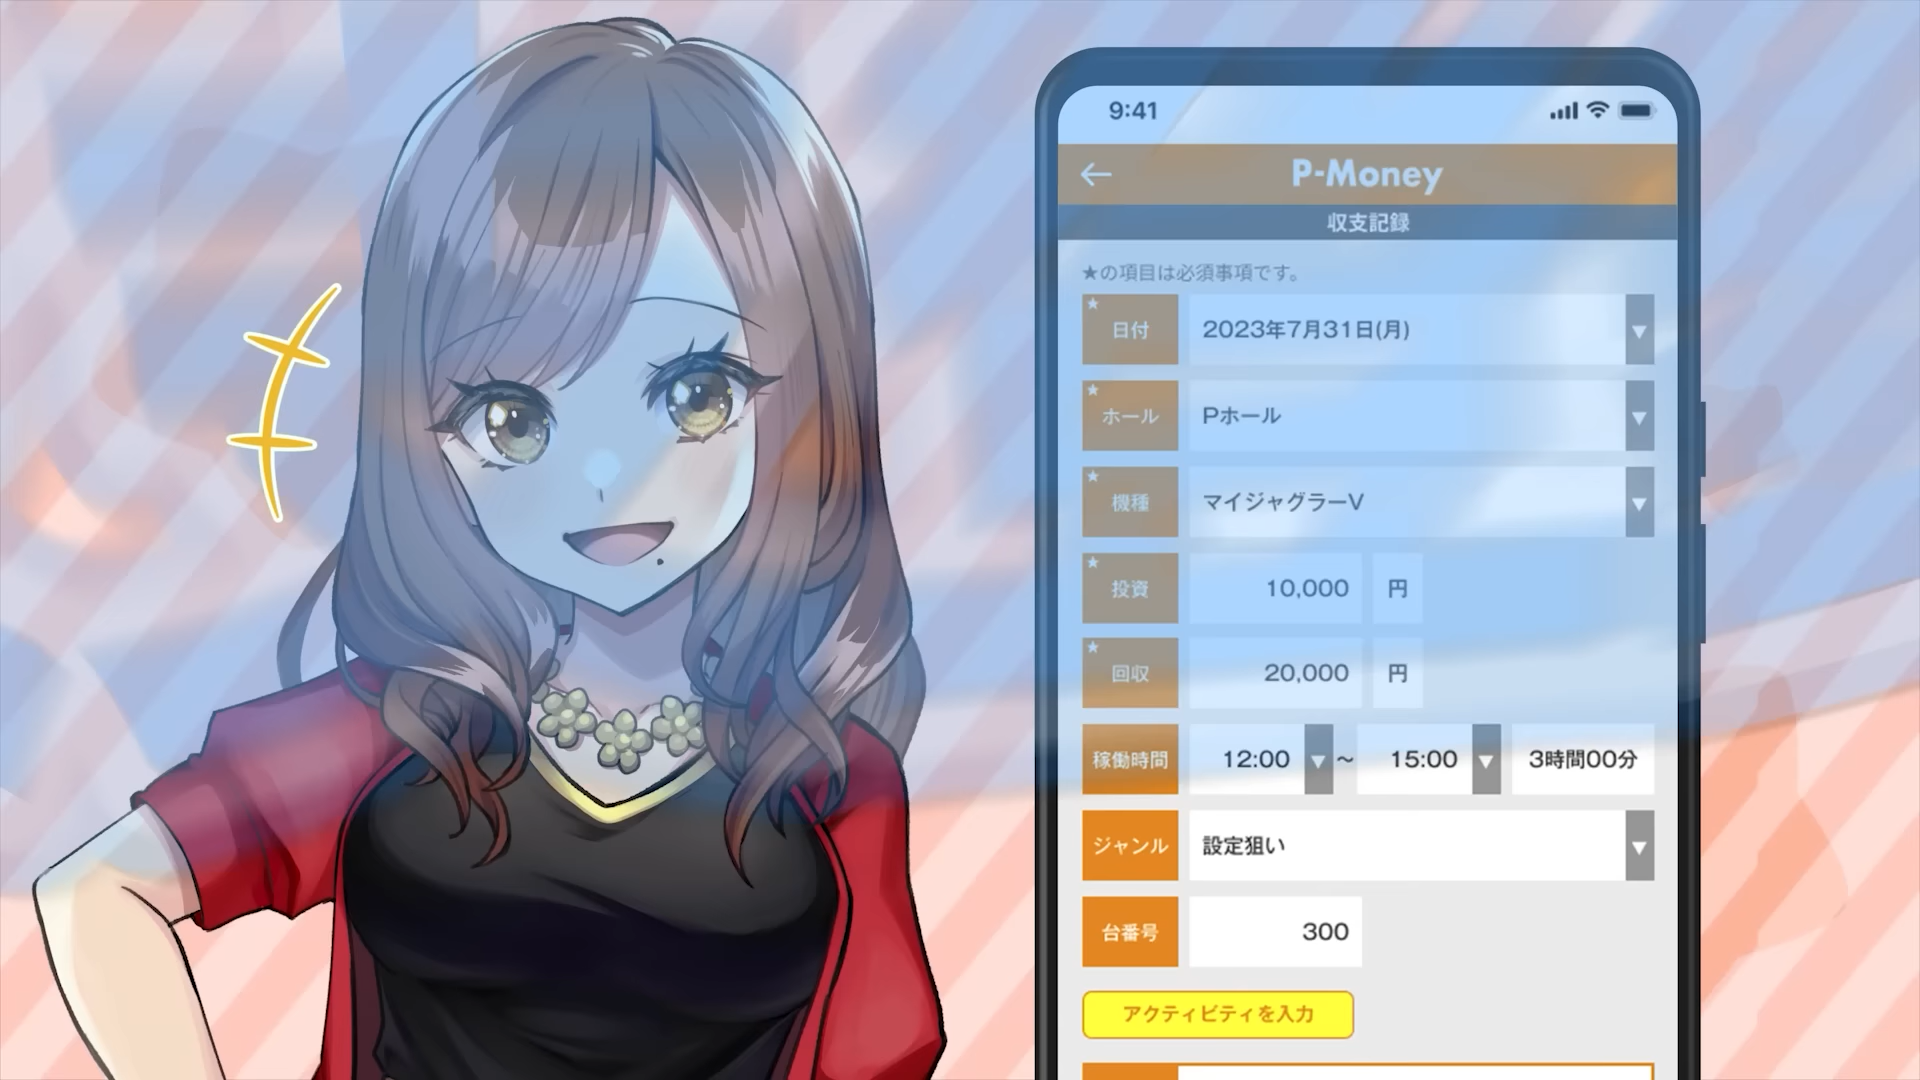 9:41
P-Money
収支記録
★の項目は必須事項です。
★日付 2023年7月31日(月) ▼
★ホール Pホール ▼
★機種 マイジャグラーV ▼
★投資 10,000 円
★回収 20,000 円
稼働時間 12:00 ▼ ～ 15:00 ▼ 3時間00分
ジャンル 設定狙い ▼
台番号 300
アクティビティを入力